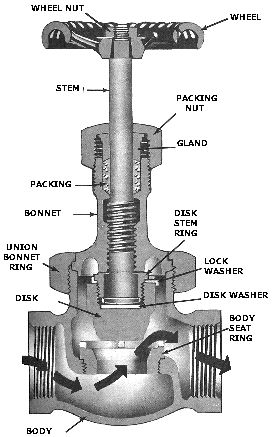 WHEEL NUT
WHEEL
STEM
PACKING
NUT
GLAND
PACKING
BONNET
DISK
STEM
RING
UNION
BONNET
RING
LOCK
WASHER
DISK WASHER
DISK
BODY
SEAT
RING
BODY